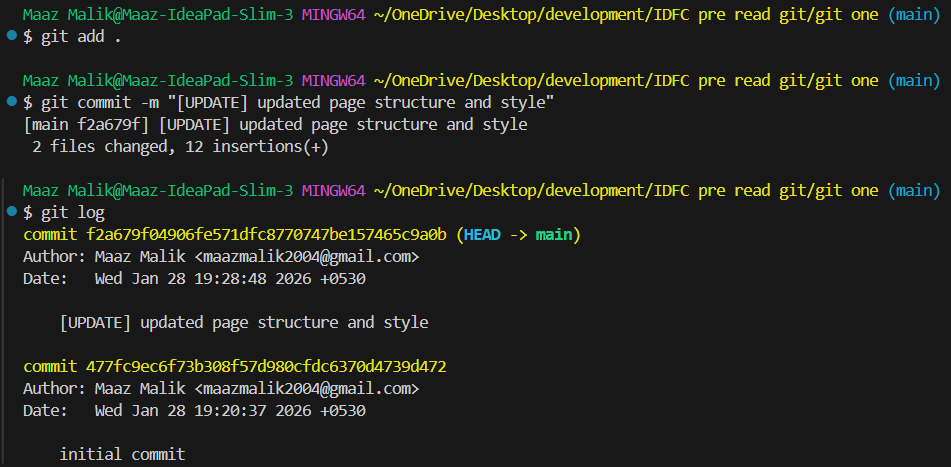 Maaz Malik@Maaz-IdeaPad-Slim-3 MINGW64 ~/OneDrive/Desktop/development/IDFC pre read git/git one (main)
$ git add .
Maaz Malik@Maaz-IdeaPad-Slim-3 MINGW64 ~/OneDrive/Desktop/development/IDFC pre read git/git one (main)
$ git commit -m "[UPDATE] updated page structure and style"
[main f2a679f] [UPDATE] updated page structure and style
 2 files changed, 12 insertions(+)
Maaz Malik@Maaz-IdeaPad-Slim-3 MINGW64 ~/OneDrive/Desktop/development/IDFC pre read git/git one (main)
$ git log
commit f2a679f04906fe571dfc8770747be157465c9a0b (HEAD -> main)
Author: Maaz Malik <maazmalik2004@gmail.com>
Date:   Wed Jan 28 19:28:48 2026 +0530
    [UPDATE] updated page structure and style
commit 477fc9ec6f73b308f57d980cfdc6370d4739d472
Author: Maaz Malik <maazmalik2004@gmail.com>
Date:   Wed Jan 28 19:20:37 2026 +0530
    initial commit